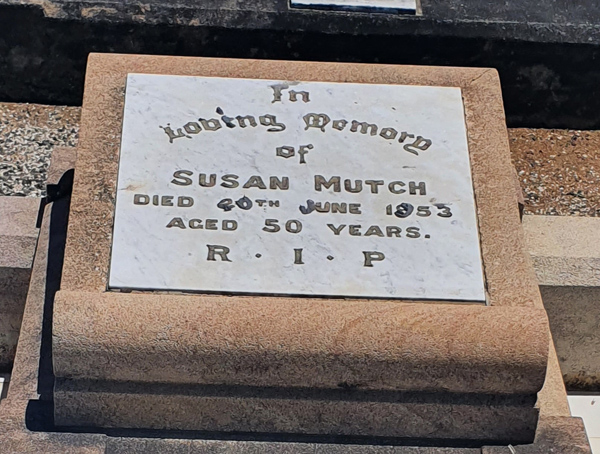 In
Loving Memory
of
SUSAN MUTCH
DIED JUNE 1953
AGED 50 YEARS.
R · I · P